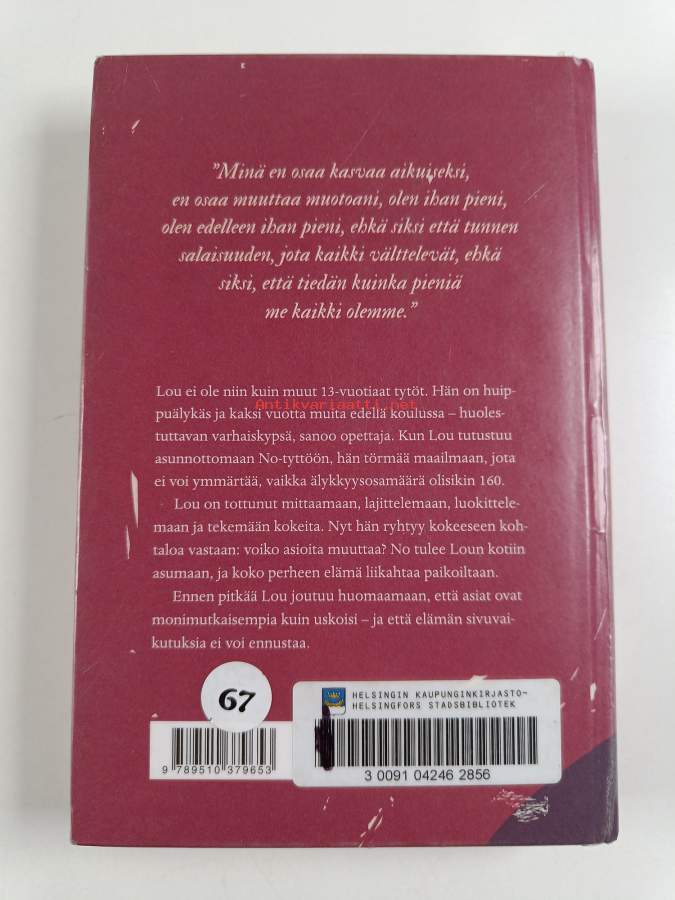 ”Minä en osaa kasvaa aikuiseksi,
en osaa muuttaa muotoani, olen ihan pieni,
olen edelleen ihan pieni, ehkä siksi että tunnen
salaisuuden, jota kaikki välttelevät, ehkä
siksi, että tiedän kuinka pieniä
me kaikki olemme.”
Lou ei ole niin kuin muut 13-vuotiaat tytöt. Hän on huip-
Antikvariaatti.net
puälykäs ja kaksi vuotta muita edellä koulussa – huoles-
tuttavan varhaiskypsä, sanoo opettaja. Kun Lou tutustuu
asunnottomaan No-tyttöön, hän törmää maailmaan, jota
ei voi ymmärtää, vaikka älykkyysosamäärä olisikin 160.
Lou on tottunut mittaamaan, lajittelemaan, luokittele-
maan ja tekemään kokeita. Nyt hän ryhtyy kokeeseen koh-
taloa vastaan: voiko asioita muuttaa? No tulee Loun kotiin
asumaan, ja koko perheen elämä liikahtaa paikoiltaan.
Ennen pitkää Lou joutuu huomaamaan, että asiat ovat
monimutkaisempia kuin uskoisi – ja että elämän sivuvai-
kutuksia ei voi ennustaa.
67
HELSINGIN KAUPUNGINKIRJASTO-
HELSINGFORS STADSBIBLIOTEK
9 789510 379653
3 0091 04246 2856